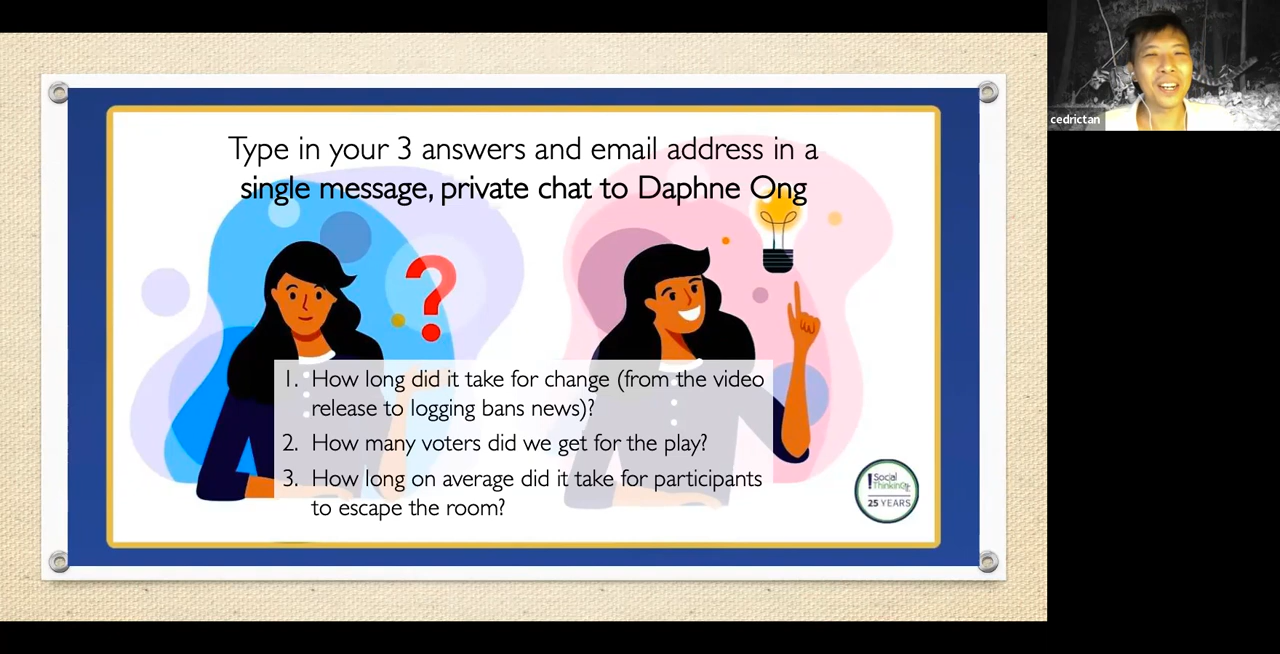 Type in your 3 answers and email address in a
single message, private chat to Daphne Ong
1. How long did it take for change (from the video
release to logging bans news)?
2. How many voters did we get for the play?
3. How long on average did it take for participants
to escape the room?
!Social
Thinking
25 YEARS
cedrictan